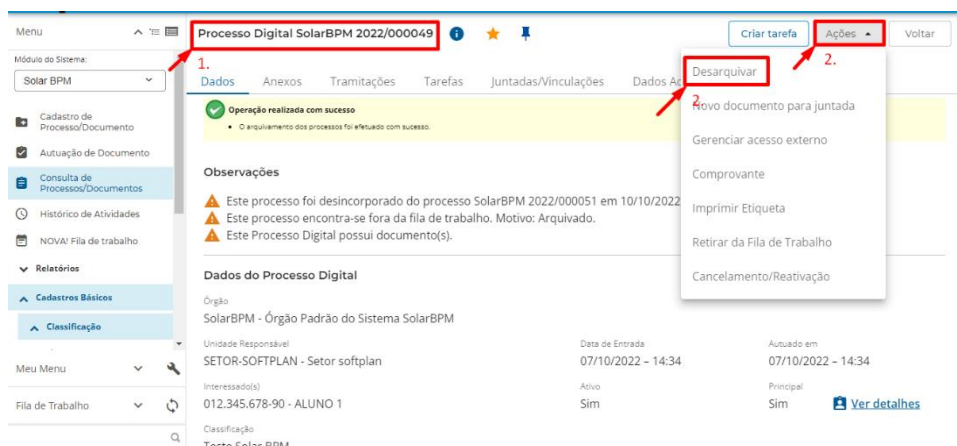 Menu
Módulo do Sistema:
Solar BPM
Cadastro de
Processo/Documento
Autuação de Documento
Consulta de
Processos/Documentos
Histórico de Atividades
NOVA! Fila de trabalho
Relatórios
Cadastros Básicos
Classificação
Meu Menu
Fila de Trabalho
Processo Digital SolarBPM 2022/000049
Criar tarefa
Ações
Voltar
1.
2.
Dados
Anexos
Tramitações
Tarefas
Juntadas/Vinculações
Dados
Desarquivar
2.
Novo documento para juntada
Gerenciar acesso externo
Comprovante
Imprimir Etiqueta
Retirar da Fila de Trabalho
Cancelamento/Reativação
Operação realizada com sucesso
O arquivamento dos processos foi efetuado com sucesso.
Observações
Este processo foi desincorporado do processo SolarBPM 2022/000051 em 10/10/2022
Este processo encontra-se fora da fila de trabalho. Motivo: Arquivado.
Este Processo Digital possui documento(s).
Dados do Processo Digital
Órgão
SolarBPM - Órgão Padrão do Sistema SolarBPM
Unidade Responsável
SETOR-SOFTPLAN - Setor softplan
Data de Entrada
07/10/2022 – 14:34
Autuado em
07/10/2022 – 14:34
Interessado(s)
012.345.678-90 - ALUNO 1
Ativo
Sim
Principal
Sim
Ver detalhes
Classificação
Teste Solar BPM